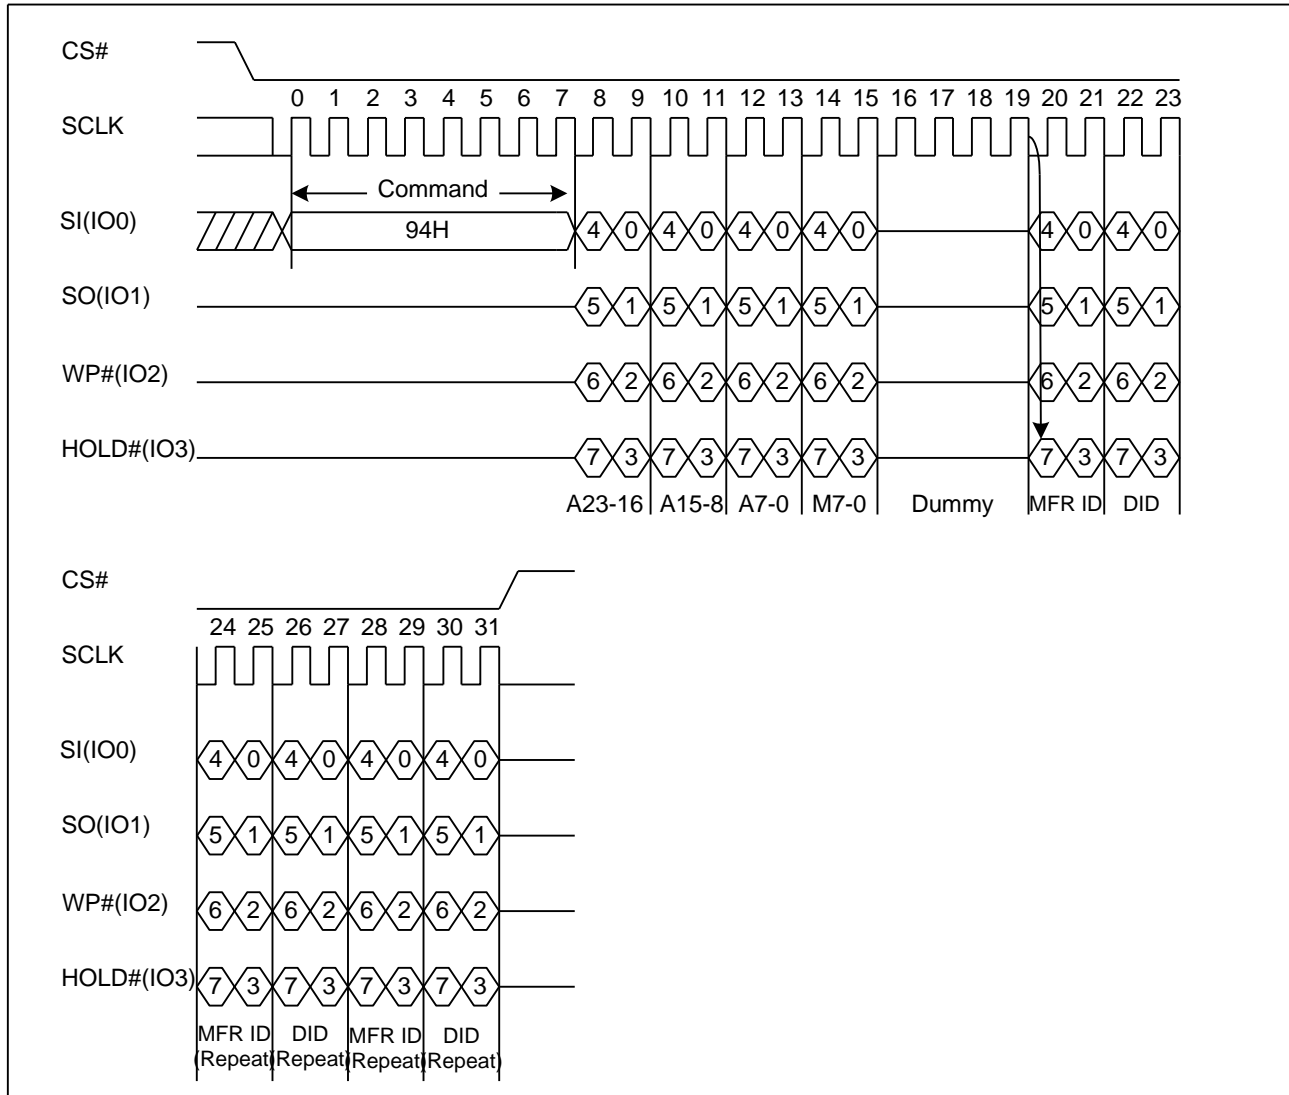 CS#
0 1 2 3 4 5 6 7 8 9 10 11 12 13 14 15 16 17 18 19 20 21 22 23
SCLK
Command
SI(IO0)
94H 4 0 4 0 4 0 4 0 4 0 4 0
SO(IO1) 5 1 5 1 5 1 5 1 5 1 5 1
WP#(IO2) 6 2 6 2 6 2 6 2 6 2 6 2
HOLD#(IO3) 7 3 7 3 7 3 7 3 7 3 7 3
A23-16 A15-8 A7-0 M7-0 Dummy MFR ID DID
CS#
24 25 26 27 28 29 30 31
SCLK
SI(IO0) 4 0 4 0 4 0 4 0
SO(IO1) 5 1 5 1 5 1 5 1
WP#(IO2) 6 2 6 2 6 2 6 2
HOLD#(IO3) 7 3 7 3 7 3 7 3
MFR ID DID MFR ID DID
(Repeat) (Repeat) (Repeat) (Repeat)